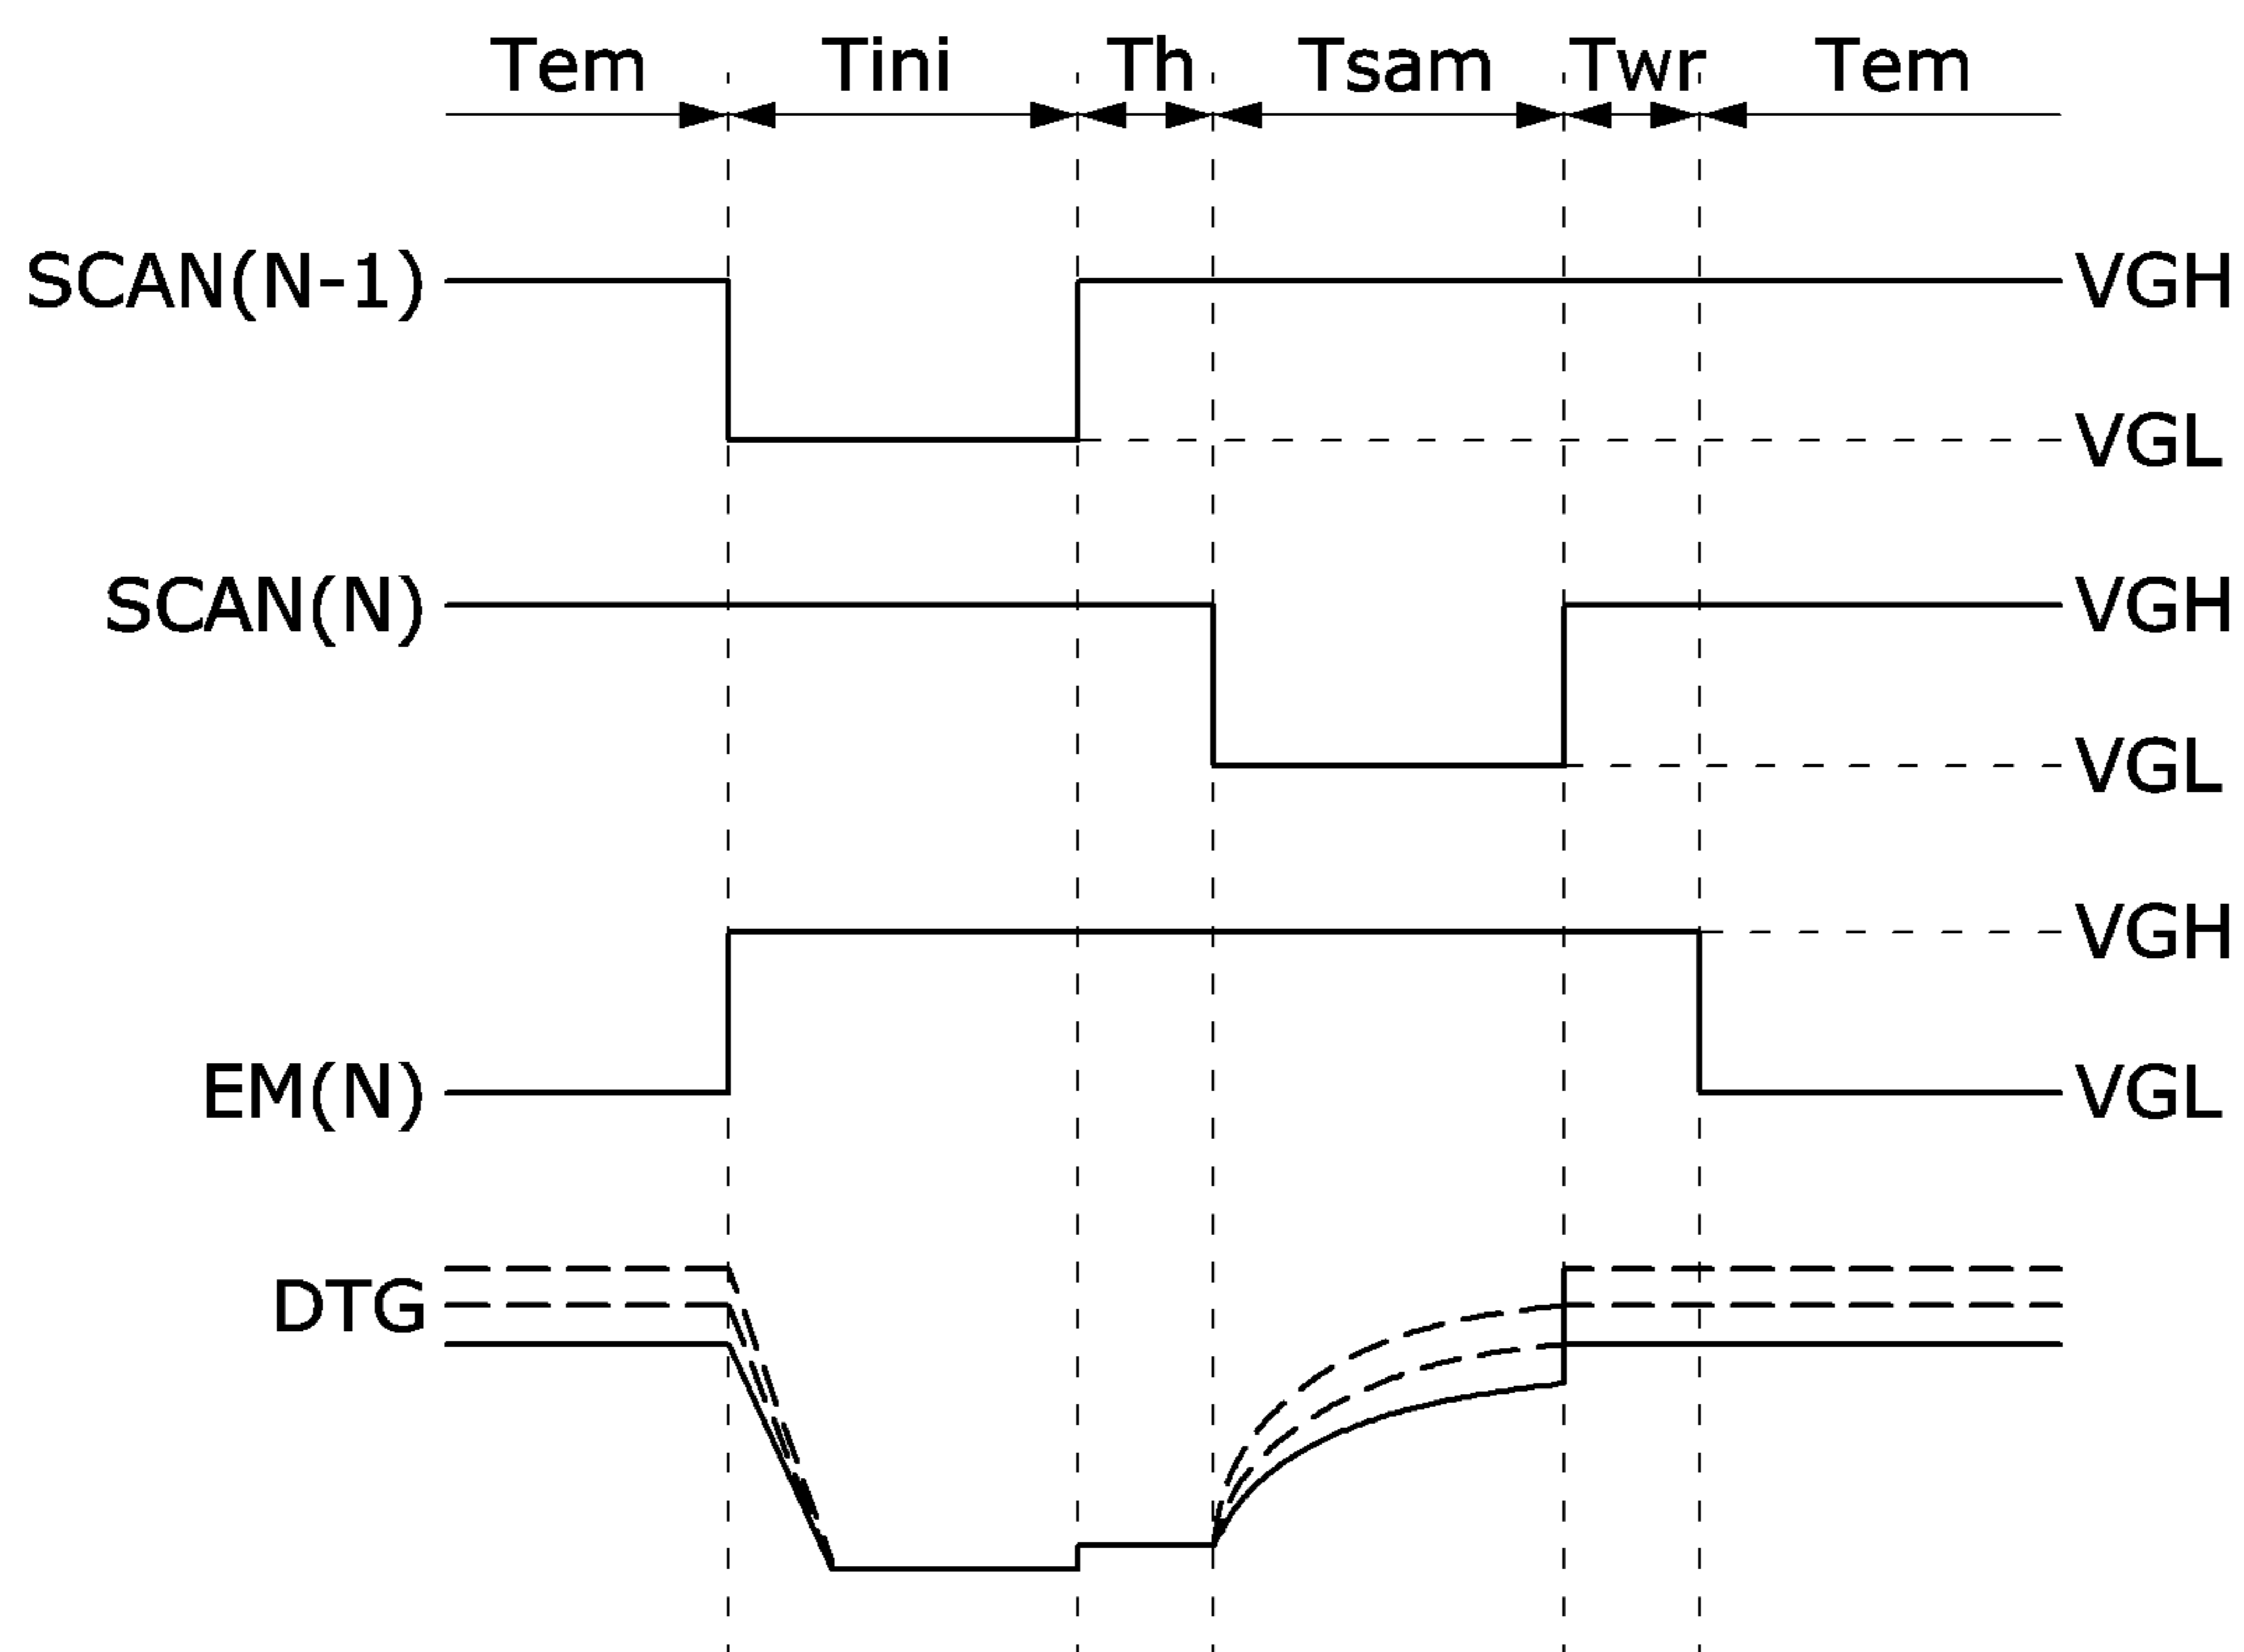 Tem Tini Th Tsam Twr Tem
SCAN(N-1) VGH
VGL
SCAN(N) VGH
VGL
VGH
EM(N) VGL
DTG